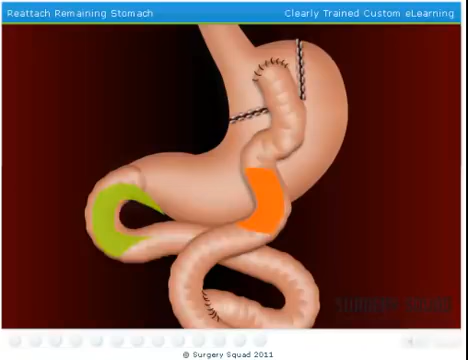 Reattach Remaining Stomach
Clearly Trained Custom eLearning
SURGERY SQUAD
© Surgery Squad 2011